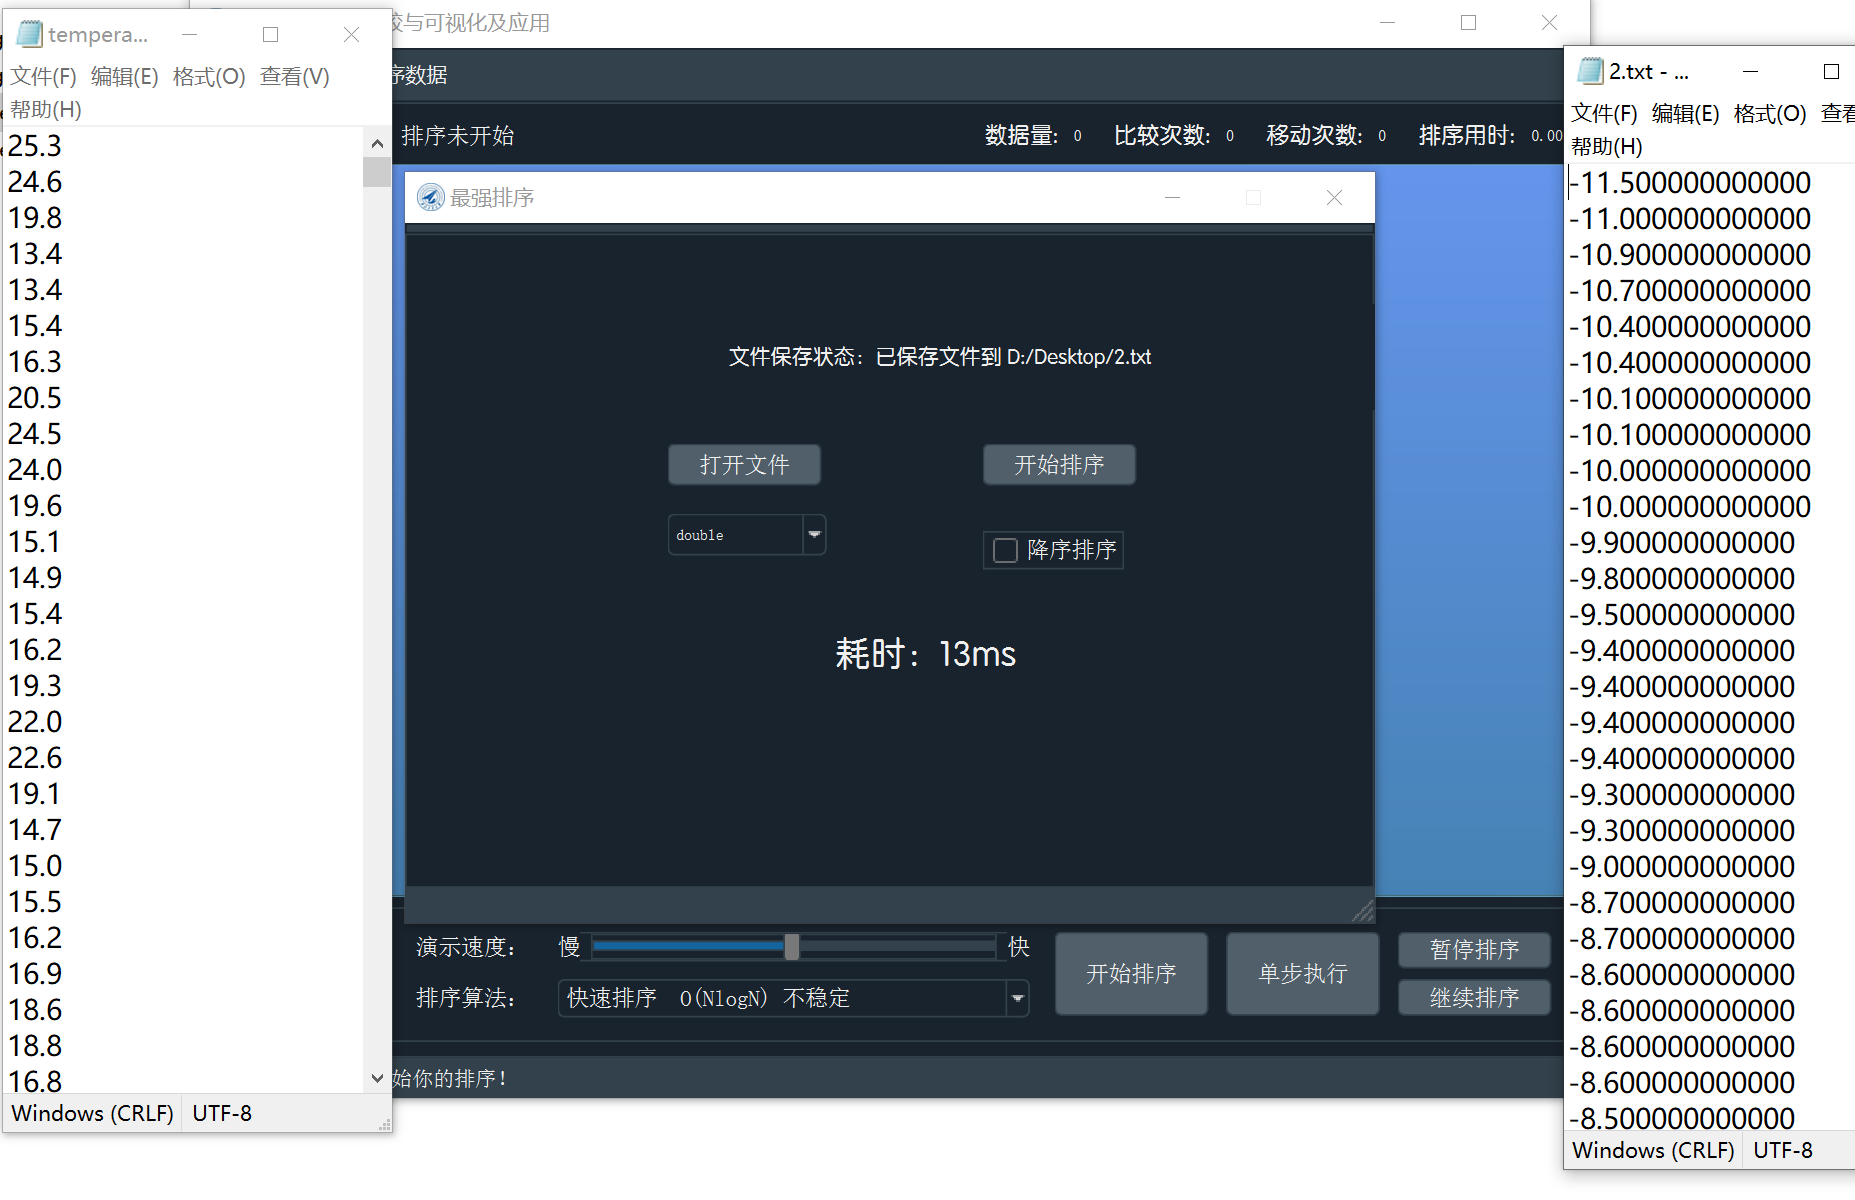 tempera...
文件(F) 编辑(E) 格式(O) 查看(V)
帮助(H)
25.3
24.6
19.8
13.4
13.4
15.4
16.3
20.5
24.5
24.0
19.6
15.1
14.9
15.4
16.2
19.3
22.0
22.6
19.1
14.7
15.0
15.5
16.2
16.9
18.6
18.8
16.8
Windows (CRLF) UTF-8
与可视化及应用
序数据
排序未开始
数据量: 0 比较次数: 0 移动次数: 0 排序用时: 0.00
最强排序
文件保存状态: 已保存文件到 D:/Desktop/2.txt
打开文件 开始排序
double
降序排序
耗时: 13ms
演示速度: 慢 快
排序算法: 快速排序 O(NlogN) 不稳定
开始排序
单步执行
暂停排序
继续排序
始你的排序!
2.txt - ...
文件(F) 编辑(E) 格式(O) 查看
帮助(H)
-11.500000000000
-11.000000000000
-10.900000000000
-10.700000000000
-10.400000000000
-10.400000000000
-10.100000000000
-10.100000000000
-10.000000000000
-10.000000000000
-9.900000000000
-9.800000000000
-9.500000000000
-9.400000000000
-9.400000000000
-9.400000000000
-9.400000000000
-9.300000000000
-9.300000000000
-9.000000000000
-8.700000000000
-8.700000000000
-8.600000000000
-8.600000000000
-8.600000000000
-8.600000000000
-8.500000000000
Windows (CRLF) UTF-8